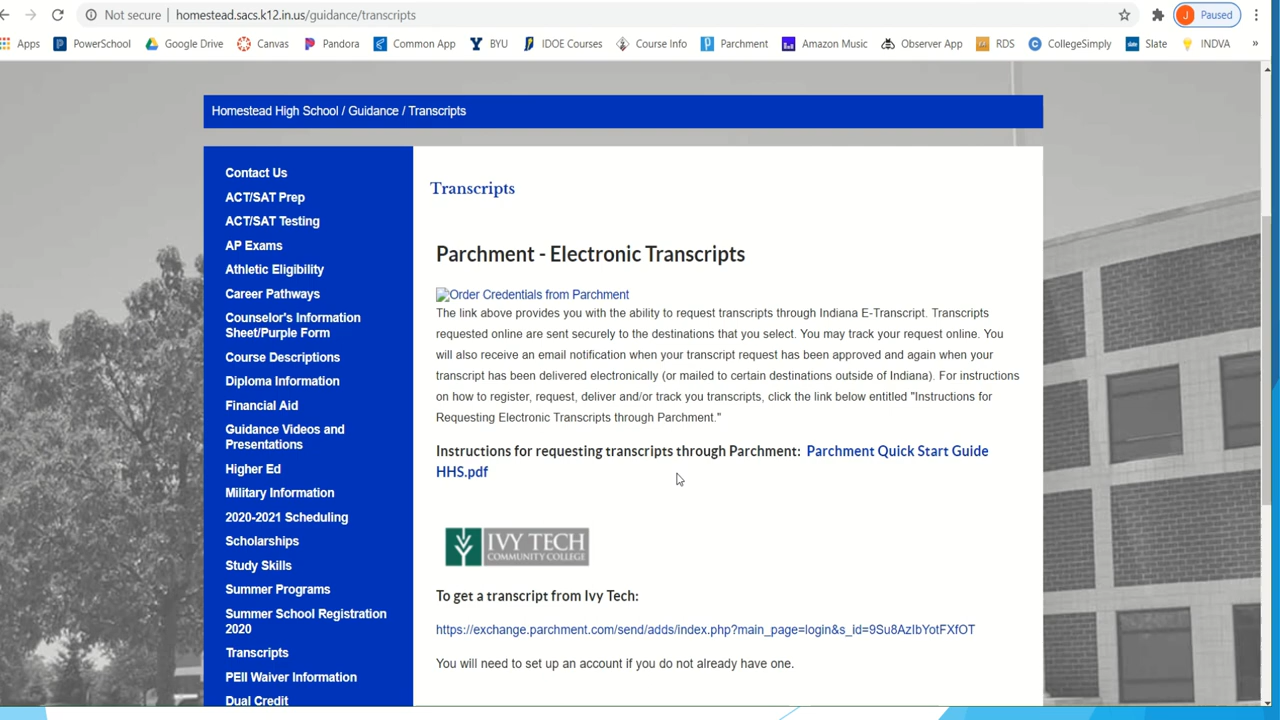 Not secure | homestead.sacs.k12.in.us/guidance/transcripts
J Paused
Apps PowerSchool Google Drive Canvas Pandora Common App BYU IDOE Courses Course Info Parchment Amazon Music Observer App RDS CollegeSimply Slate INDVA »
Homestead High School / Guidance / Transcripts
Contact Us
ACT/SAT Prep
ACT/SAT Testing
AP Exams
Athletic Eligibility
Career Pathways
Counselor's Information
Sheet/Purple Form
Course Descriptions
Diploma Information
Financial Aid
Guidance Videos and
Presentations
Higher Ed
Military Information
2020-2021 Scheduling
Scholarships
Study Skills
Summer Programs
Summer School Registration
2020
Transcripts
PEII Waiver Information
Dual Credit
Transcripts
Parchment - Electronic Transcripts
Order Credentials from Parchment
The link above provides you with the ability to request transcripts through Indiana E-Transcript. Transcripts
requested online are sent securely to the destinations that you select. You may track your request online. You
will also receive an email notification when your transcript request has been approved and again when your
transcript has been delivered electronically (or mailed to certain destinations outside of Indiana). For instructions
on how to register, request, deliver and/or track you transcripts, click the link below entitled "Instructions for
Requesting Electronic Transcripts through Parchment."
Instructions for requesting transcripts through Parchment: Parchment Quick Start Guide
HHS.pdf
IVY TECH
COMMUNITY COLLEGE
To get a transcript from Ivy Tech:
https://exchange.parchment.com/send/adds/index.php?main_page=login&s_id=9Su8AzIbYotFXfOT
You will need to set up an account if you do not already have one.